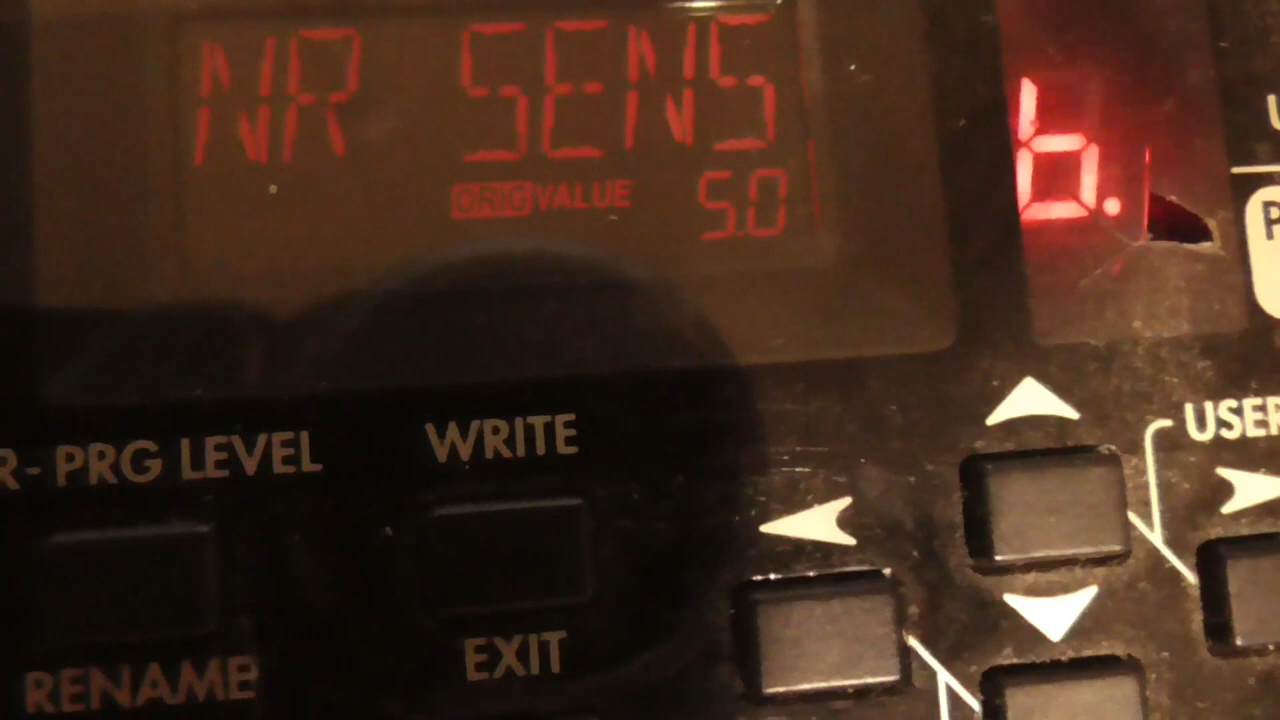 NR SENS
ORIG VALUE 5.0
6.
R-PRG LEVEL
WRITE
USER
RENAME
EXIT